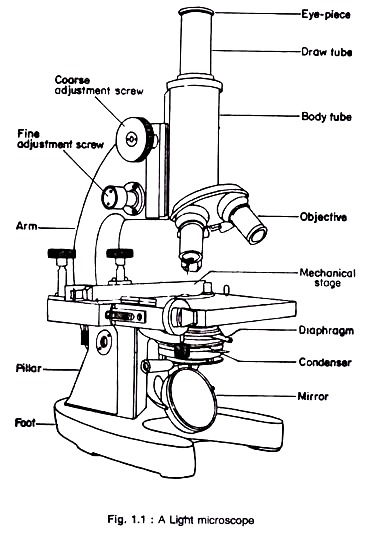 Eye-piece
Draw tube
Coarse
adjustment screw
Body tube
Fine
adjustment screw
Objective
Arm
Mechanical
stage
Diaphragm
Condenser
Pillar
Mirror
Foot
Fig. 1.1 : A Light microscope